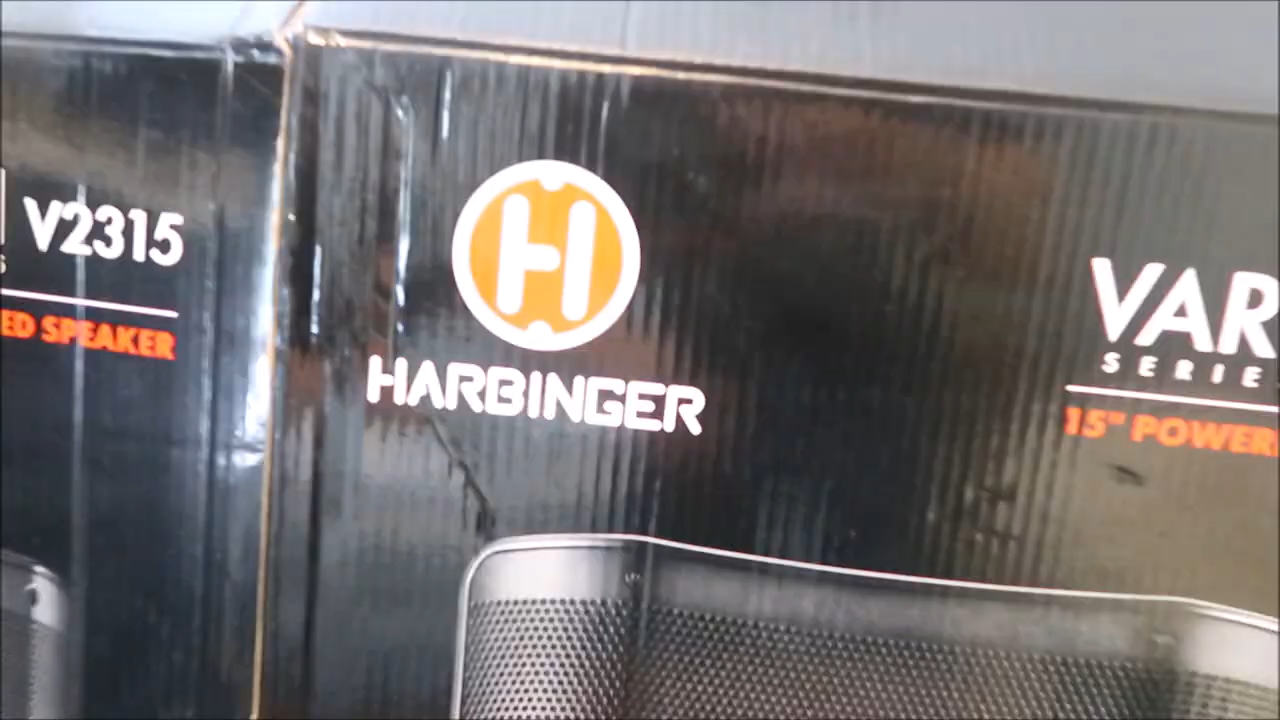 V2315
ED SPEAKER
H
HARBINGER
VAR
SERIE
15" POWER